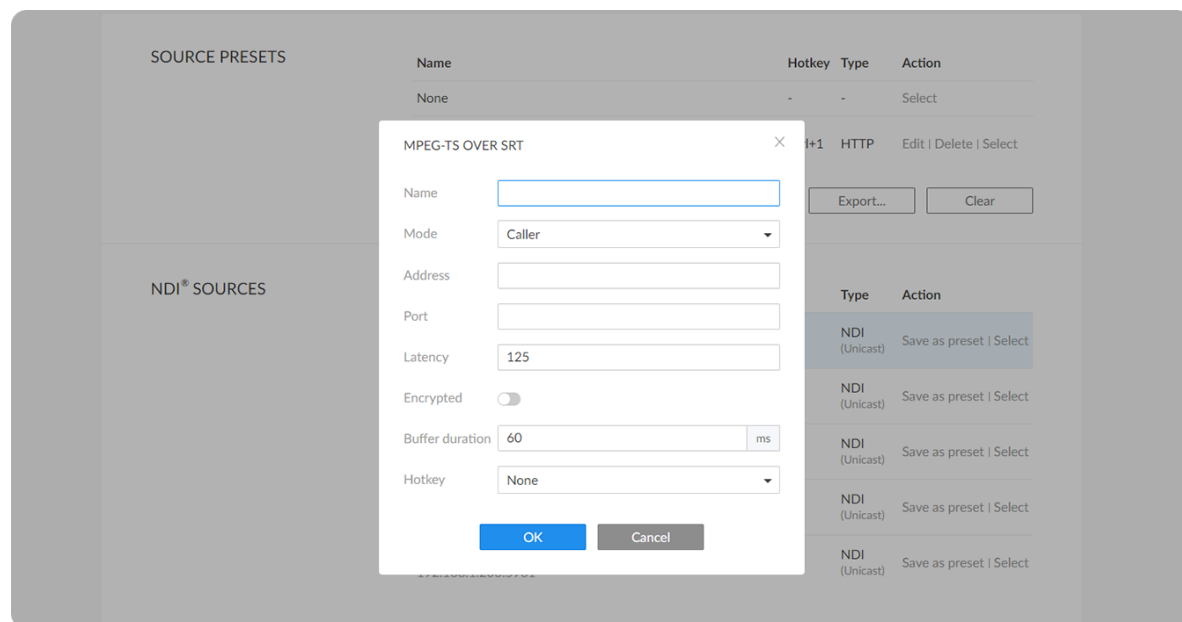 SOURCE PRESETS
Name Hotkey Type Action
None - - Select
l+1 HTTP Edit | Delete | Select
Export... Clear
MPEG-TS OVER SRT
Name
Mode Caller
Address
Port
Latency 125
Encrypted
Buffer duration 60 ms
Hotkey None
OK Cancel
NDI® SOURCES
Type Action
NDI
(Unicast) Save as preset | Select
NDI
(Unicast) Save as preset | Select
NDI
(Unicast) Save as preset | Select
NDI
(Unicast) Save as preset | Select
NDI
(Unicast) Save as preset | Select